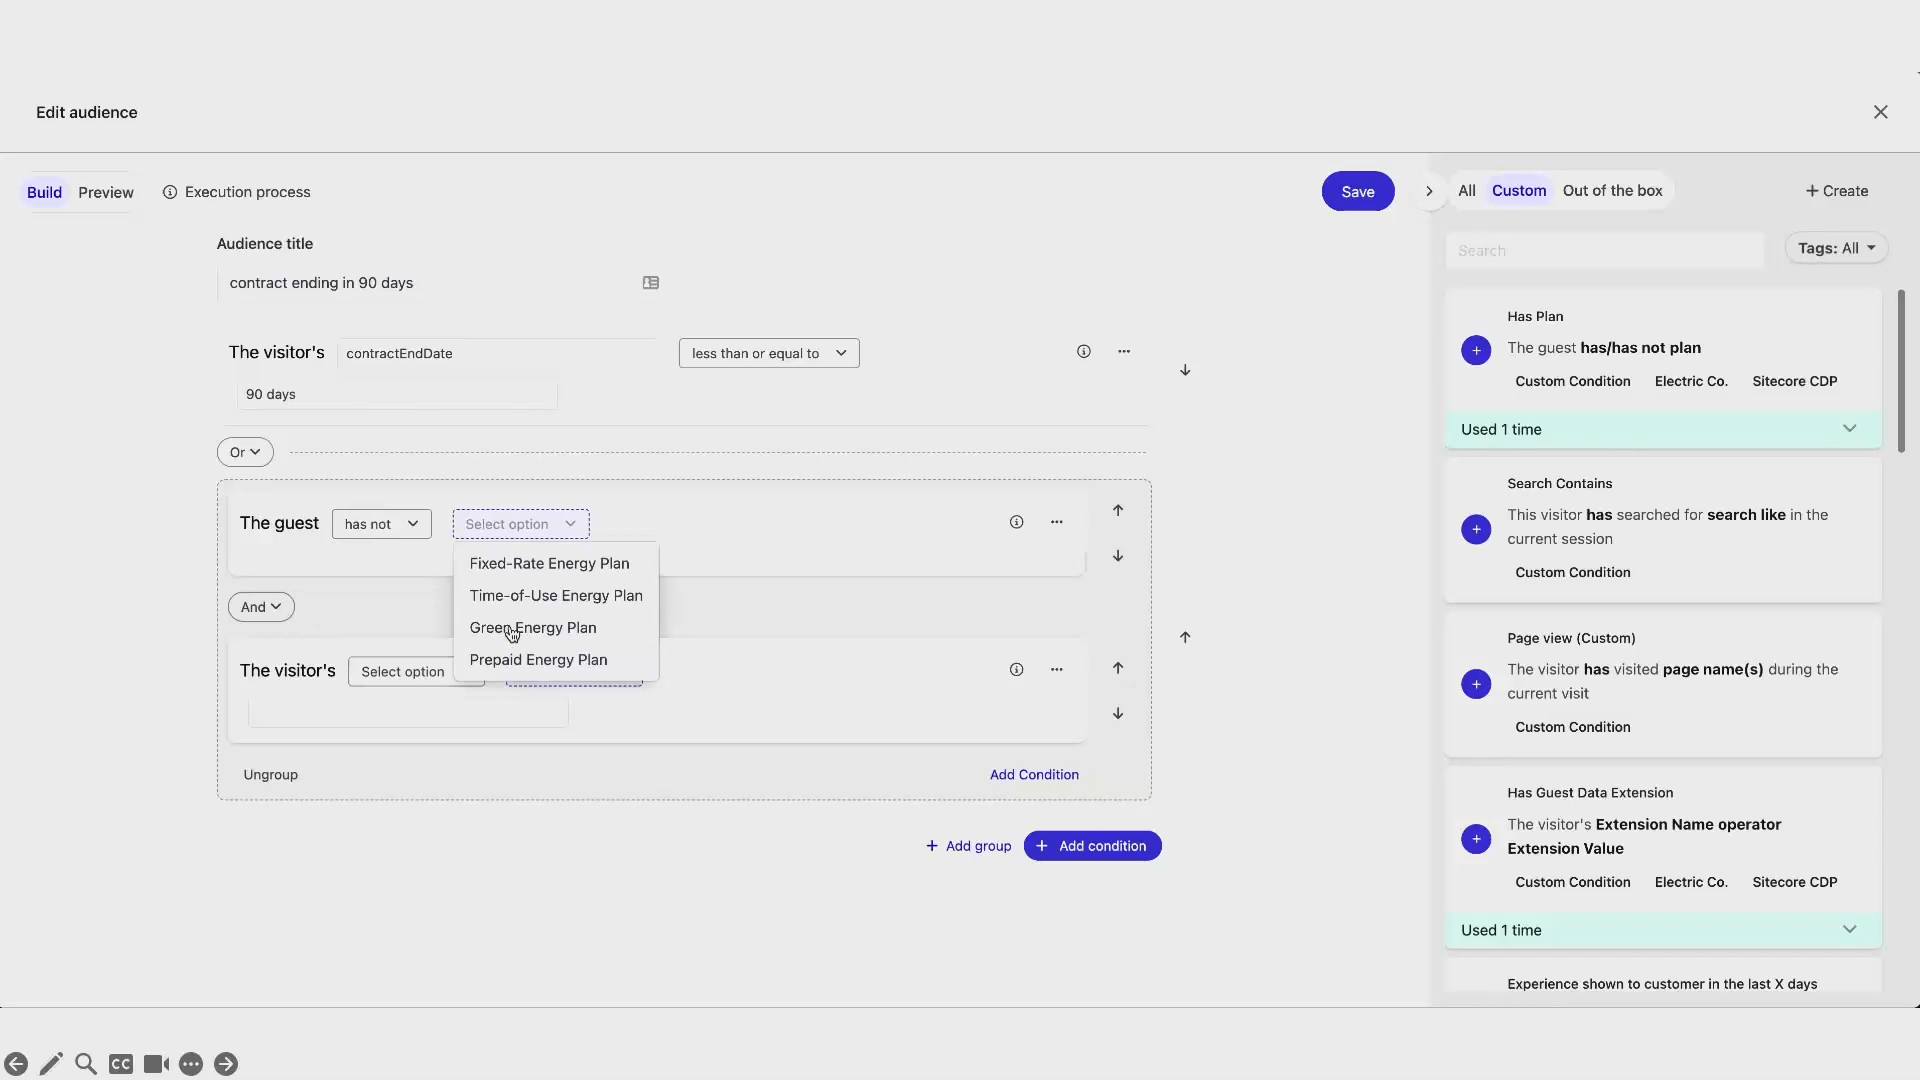 Edit audience
Build Preview Execution process
Save
All Custom Out of the box
+ Create
Audience title
Search
Tags: All
contract ending in 90 days
The visitor's contractEndDate less than or equal to
90 days
Or
The guest has not Select option
Fixed-Rate Energy Plan
Time-of-Use Energy Plan
Green Energy Plan
Prepaid Energy Plan
And
The visitor's Select option
Ungroup
Add Condition
+ Add group
+ Add condition
Has Plan
The guest has/has not plan
Custom Condition Electric Co. Sitecore CDP
Used 1 time
Search Contains
This visitor has searched for search like in the
current session
Custom Condition
Page view (Custom)
The visitor has visited page name(s) during the
current visit
Custom Condition
Has Guest Data Extension
The visitor's Extension Name operator
Extension Value
Custom Condition Electric Co. Sitecore CDP
Used 1 time
Experience shown to customer in the last X days
CC